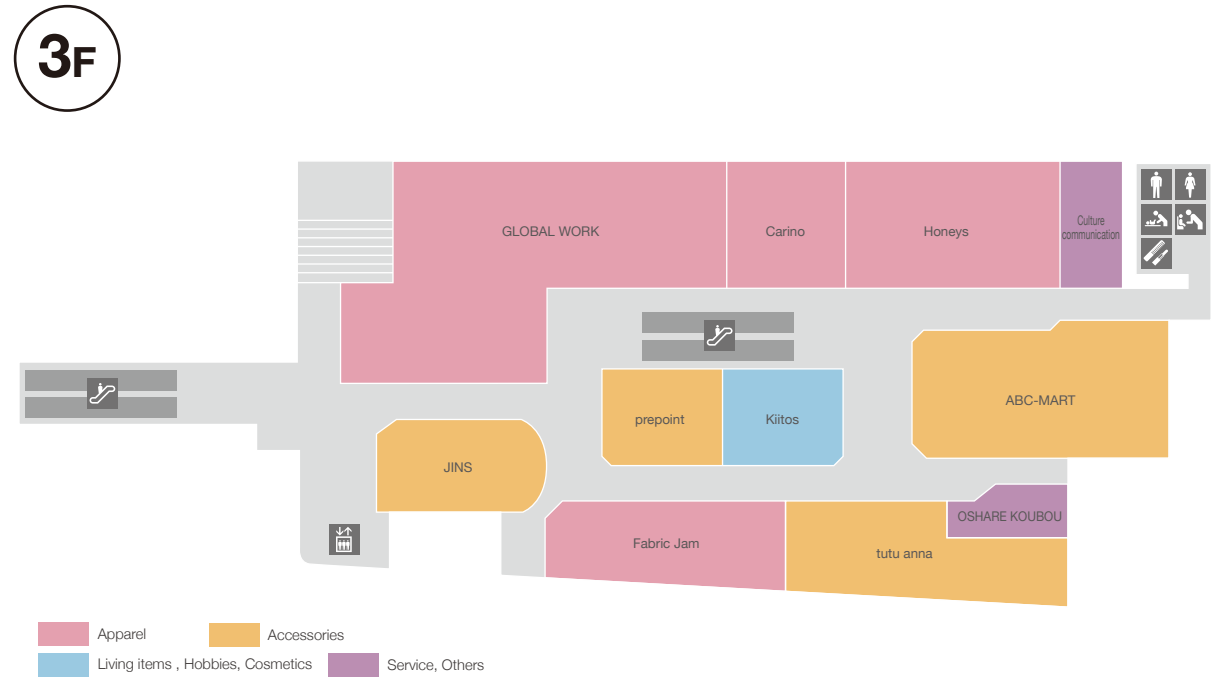 3F
GLOBAL WORK
Carino
Honeys
Culture
communication
ABC-MART
prepoint
Kiitos
JINS
OSHARE KOUBOU
Fabric Jam
tutu anna
Apparel
Accessories
Living items , Hobbies, Cosmetics
Service, Others